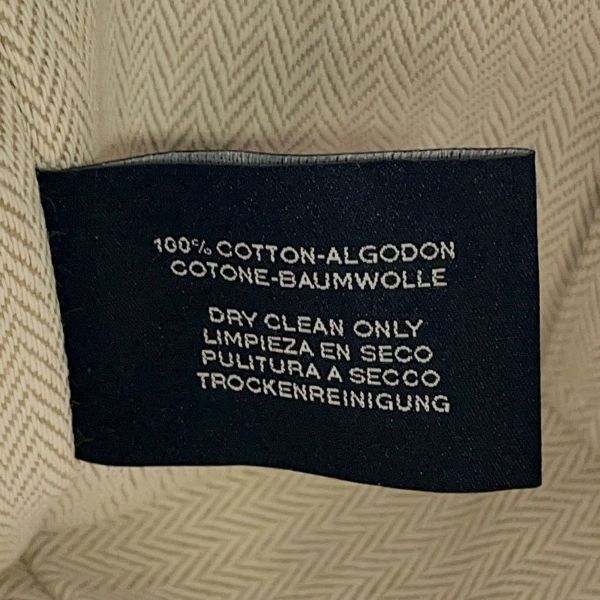 100% COTTON-ALGODON
COTONE-BAUMWOLLE
DRY CLEAN ONLY
LIMPIEZA EN SECO
PULITURA A SECCO
TROCKENREINIGUNG